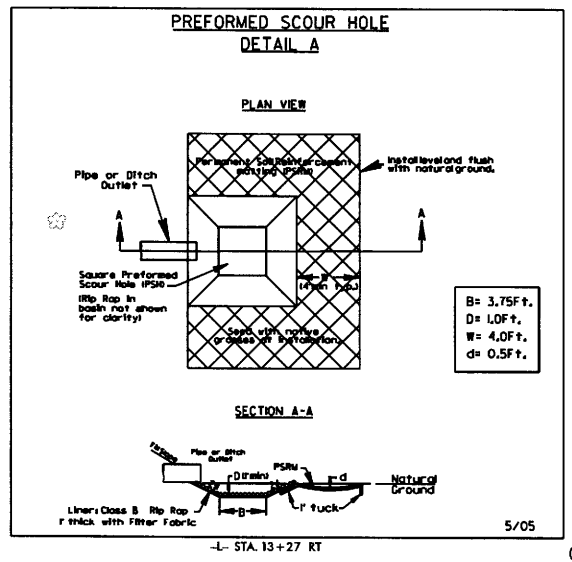 PREFORMED SCOUR HOLE
DETAIL A
PLAN VIEW
Permanent Soil Reinforcement
matting (PSRM)
Install level and flush
with natural ground.
Pipe or Ditch
Outlet
A
A
Square Preformed
Scour Hole (PSH)
(Rip Rap in
basin not shown
for clarity)
W
(4' min typ.)
Seed with native
grasses at installation.
B= 3.75Ft.
D= 1.0Ft.
W= 4.0Ft.
d= 0.5Ft.
SECTION A-A
Fill Slope
Pipe or Ditch
Outlet
D(1'min)
PSRM
d
Natural
Ground
B
1' tuck
Liner: Class B Rip Rap
1' thick with Filter Fabric
5/05
-L- STA. 13+27 RT